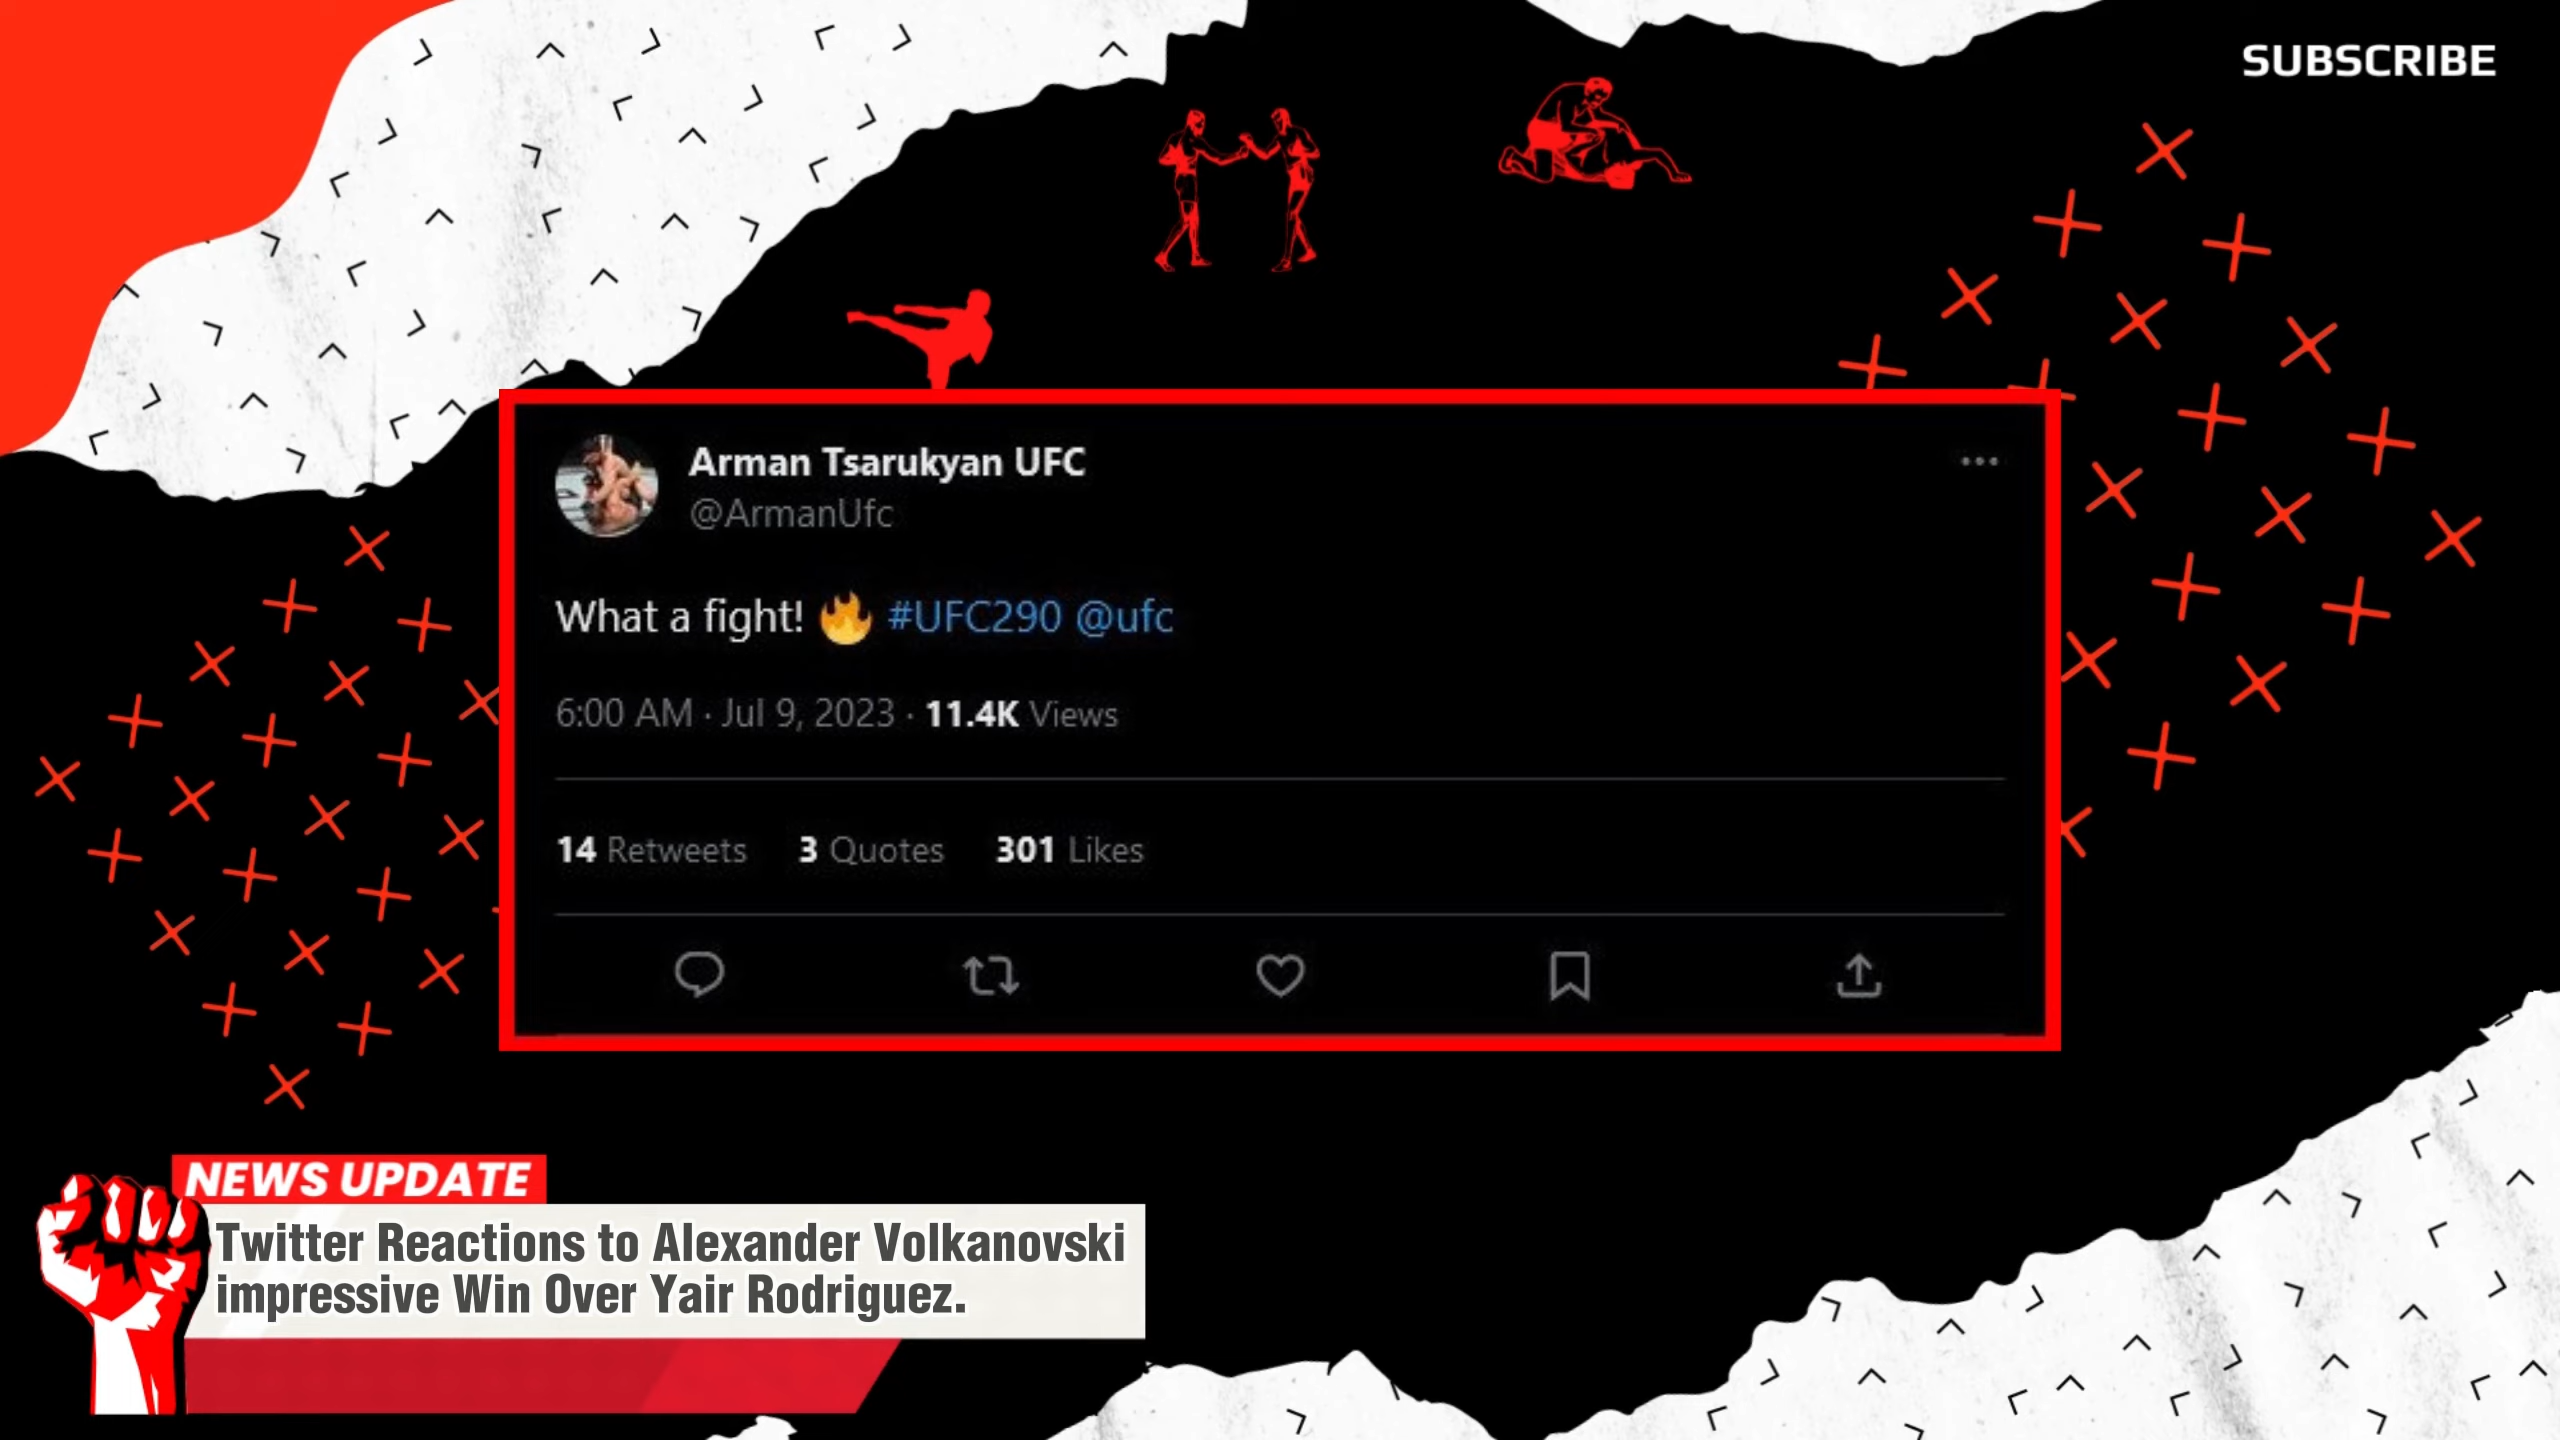 SUBSCRIBE
Arman Tsarukyan UFC
@ArmanUfc
What a fight! 🔥 #UFC290 @ufc
6:00 AM · Jul 9, 2023 · 11.4K Views
14 Retweets 3 Quotes 301 Likes
NEWS UPDATE
Twitter Reactions to Alexander Volkanovski
impressive Win Over Yair Rodriguez.